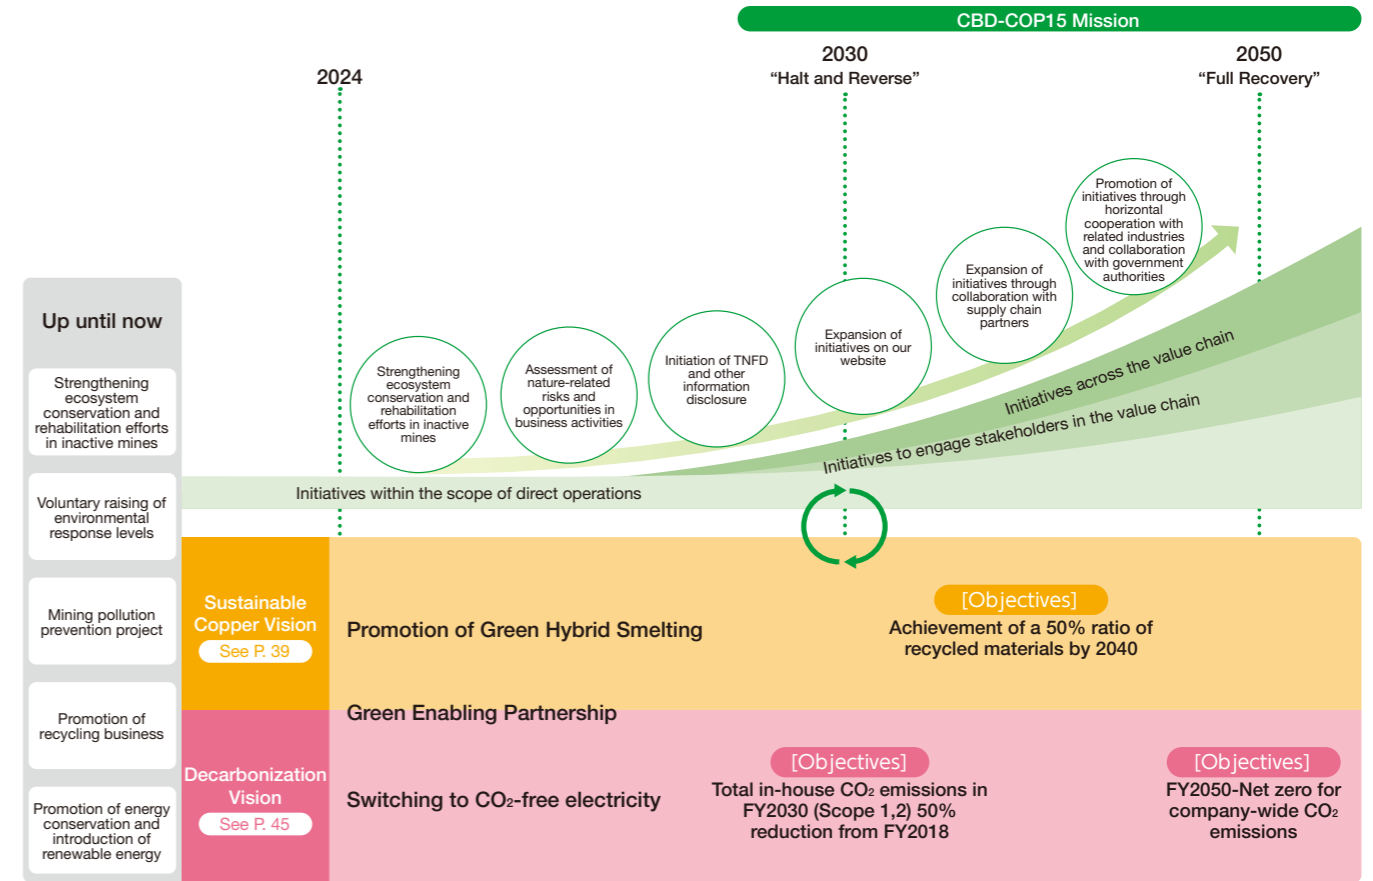 CBD-COP15 Mission
2024
2030
“Halt and Reverse”
2050
“Full Recovery”
Up until now
Strengthening
ecosystem
conservation and
rehabilitation efforts
in inactive mines
Voluntary raising of
environmental
response levels
Mining pollution
prevention project
Promotion of
recycling business
Promotion of energy
conservation and
introduction of
renewable energy
Strengthening
ecosystem
conservation and
rehabilitation
efforts in inactive
mines
Assessment of
nature-related
risks and
opportunities in
business activities
Initiation of TNFD
and other
information
disclosure
Expansion of
initiatives on our
website
Expansion of
initiatives through
collaboration with
supply chain
partners
Promotion of
initiatives through
horizontal
cooperation with
related industries
and collaboration
with government
authorities
Initiatives across the value chain
Initiatives to engage stakeholders in the value chain
Initiatives within the scope of direct operations
Sustainable
Copper Vision
See P. 39
Promotion of Green Hybrid Smelting
[Objectives]
Achievement of a 50% ratio of
recycled materials by 2040
Green Enabling Partnership
Decarbonization
Vision
See P. 45
Switching to CO₂-free electricity
[Objectives]
Total in-house CO₂ emissions in
FY2030 (Scope 1,2) 50%
reduction from FY2018
[Objectives]
FY2050-Net zero for
company-wide CO₂
emissions